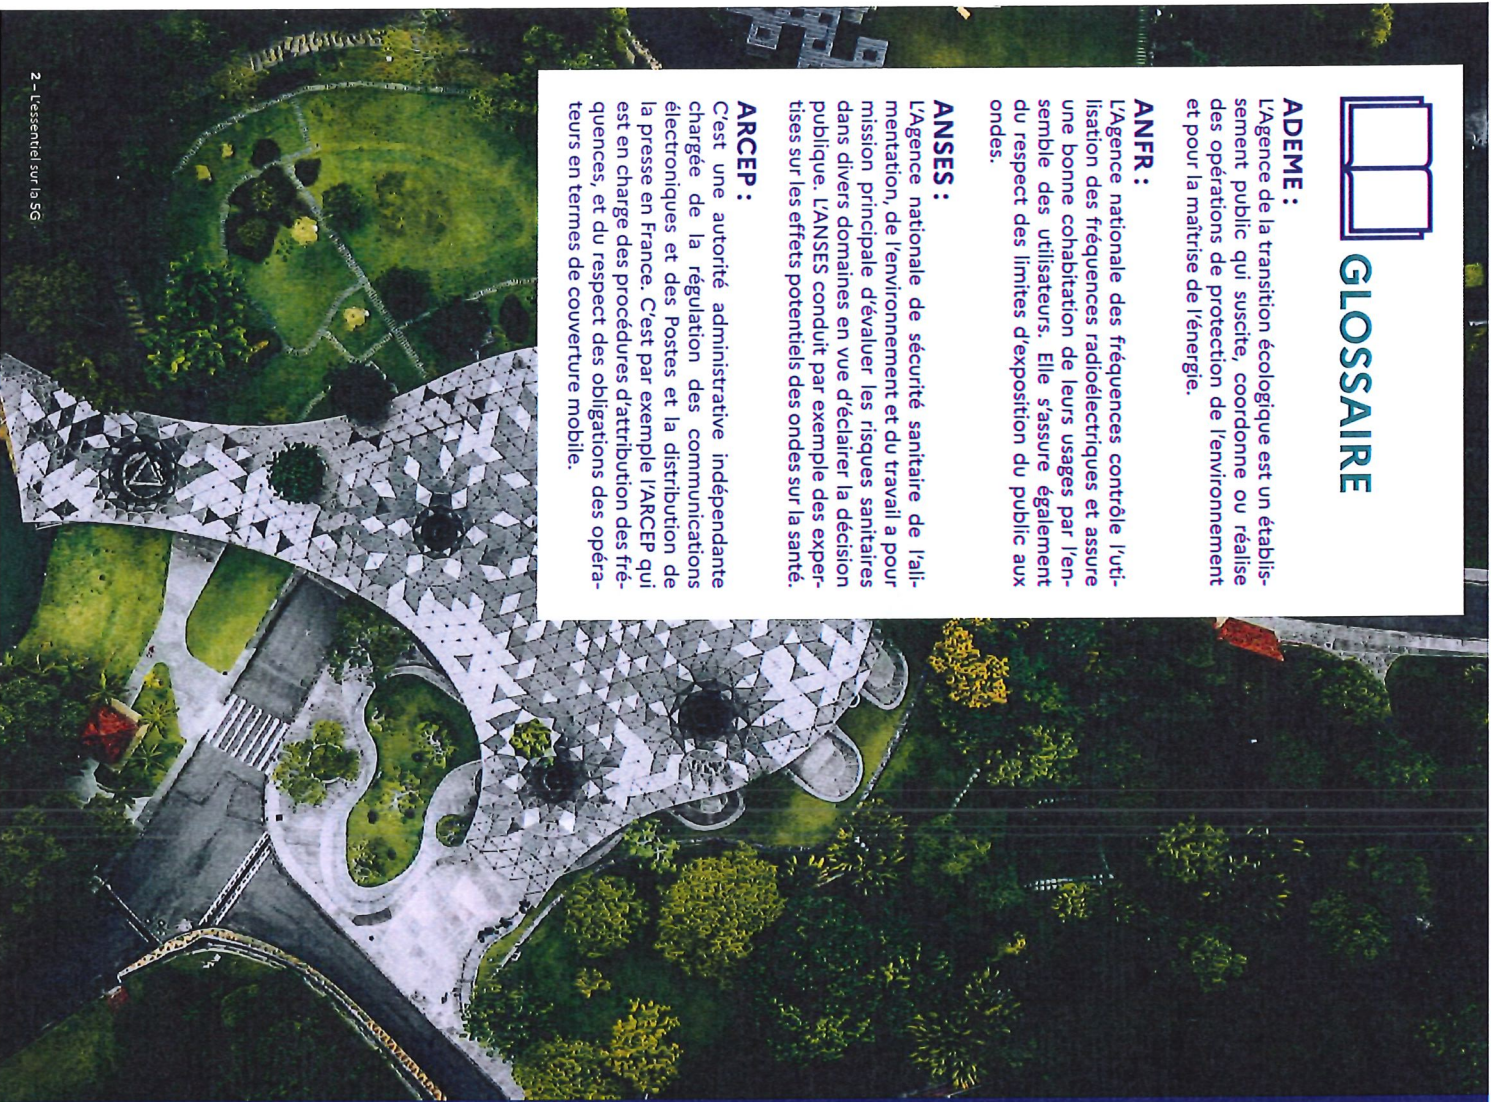 GLOSSAIRE
ADEME :
L'Agence de la transition écologique est un établis-
sement public qui suscite, coordonne ou réalise
des opérations de protection de l'environnement
et pour la maîtrise de l'énergie.
ANFR :
L'Agence nationale des fréquences contrôle l'uti-
lisation des fréquences radioélectriques et assure
une bonne cohabitation de leurs usages par l'en-
semble des utilisateurs. Elle s'assure également
du respect des limites d'exposition du public aux
ondes.
ANSES :
L'Agence nationale de sécurité sanitaire de l'ali-
mentation, de l'environnement et du travail a pour
mission principale d'évaluer les risques sanitaires
dans divers domaines en vue d'éclairer la décision
publique. L'ANSES conduit par exemple des exper-
tises sur les effets potentiels des ondes sur la santé.
ARCEP :
C'est une autorité administrative indépendante
chargée de la régulation des communications
électroniques et des Postes et la distribution de
la presse en France. C'est par exemple l'ARCEP qui
est en charge des procédures d'attribution des fré-
quences, et du respect des obligations des opéra-
teurs en termes de couverture mobile.
2 – L'essentiel sur la 5G